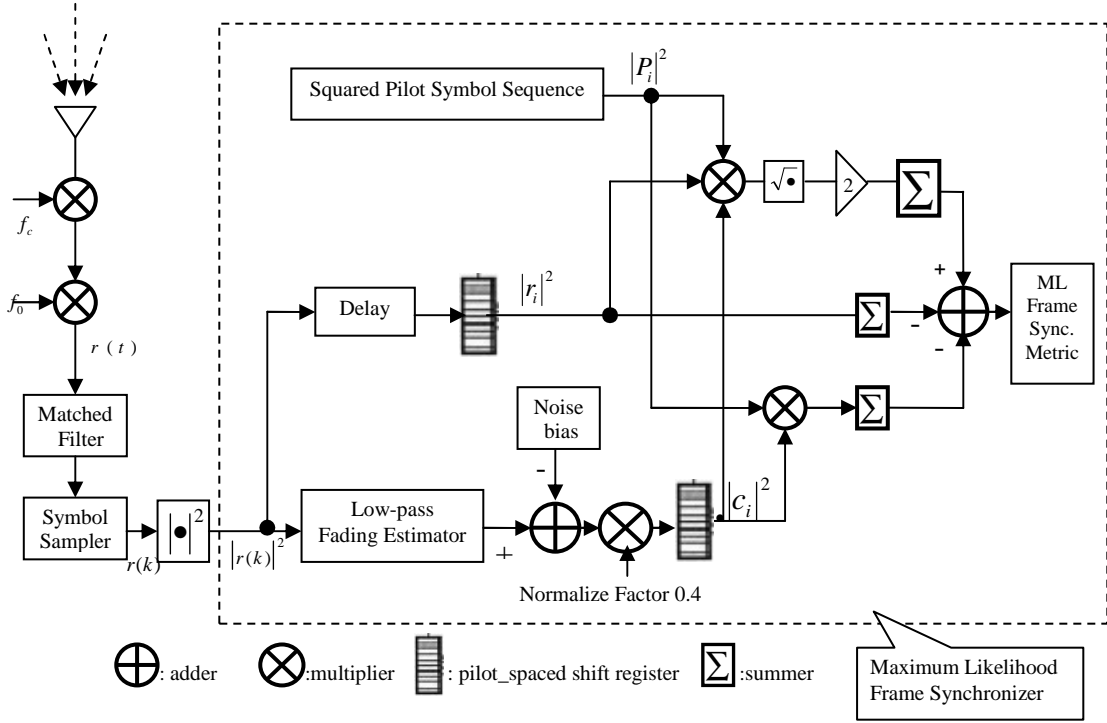 Squared Pilot Symbol Sequence
|P_i|^2
f_c
√•
2
Σ
f_0
r(t)
Delay
|r_i|^2
Σ
+
-
-
ML
Frame
Sync.
Metric
Matched
Filter
Noise
bias
-
Σ
Symbol
Sampler
|•|^2
r(k)
|r(k)|^2
Low-pass
Fading Estimator
+
|c_i|^2
Normalize Factor 0.4
: adder
:multiplier
: pilot_spaced shift register
Σ :summer
Maximum Likelihood
Frame Synchronizer